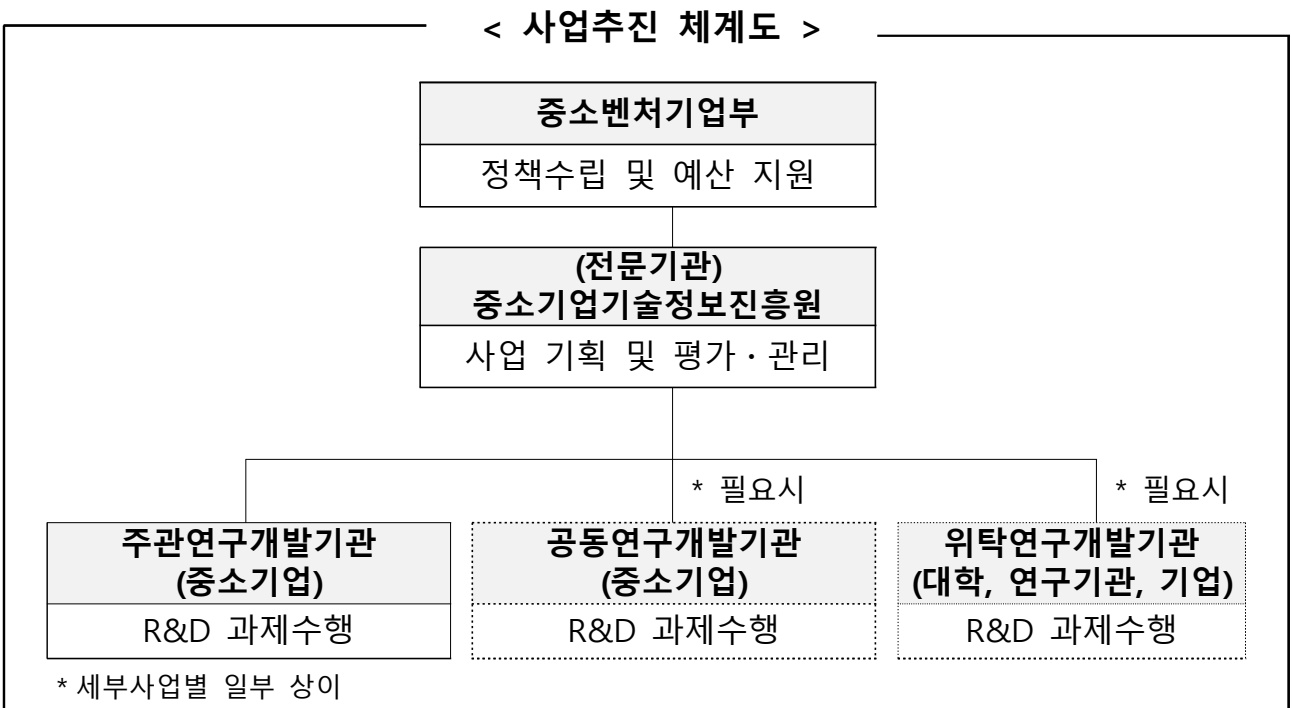 < 사업추진 체계도 >
중소벤처기업부
정책수립 및 예산 지원
(전문기관)
중소기업기술정보진흥원
사업 기획 및 평가·관리
* 필요시
* 필요시
주관연구개발기관
(중소기업)
R&D 과제수행
공동연구개발기관
(중소기업)
R&D 과제수행
위탁연구개발기관
(대학, 연구기관, 기업)
R&D 과제수행
* 세부사업별 일부 상이